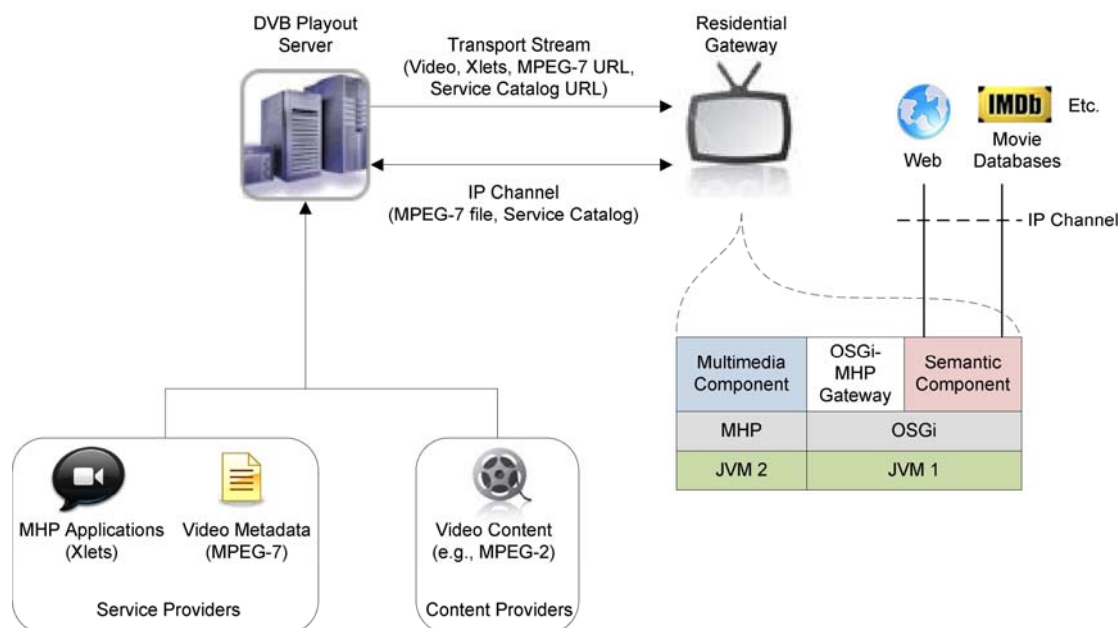 DVB Playout
Server
Transport Stream
(Video, Xlets, MPEG-7 URL,
Service Catalog URL)
Residential
Gateway
IMDb
Etc.
Web
Movie
Databases
IP Channel
(MPEG-7 file, Service Catalog)
IP Channel
Multimedia
Component
OSGi-
MHP
Gateway
Semantic
Component
MHP
OSGi
JVM 2
JVM 1
MHP Applications
(Xlets)
Video Metadata
(MPEG-7)
Service Providers
Video Content
(e.g., MPEG-2)
Content Providers